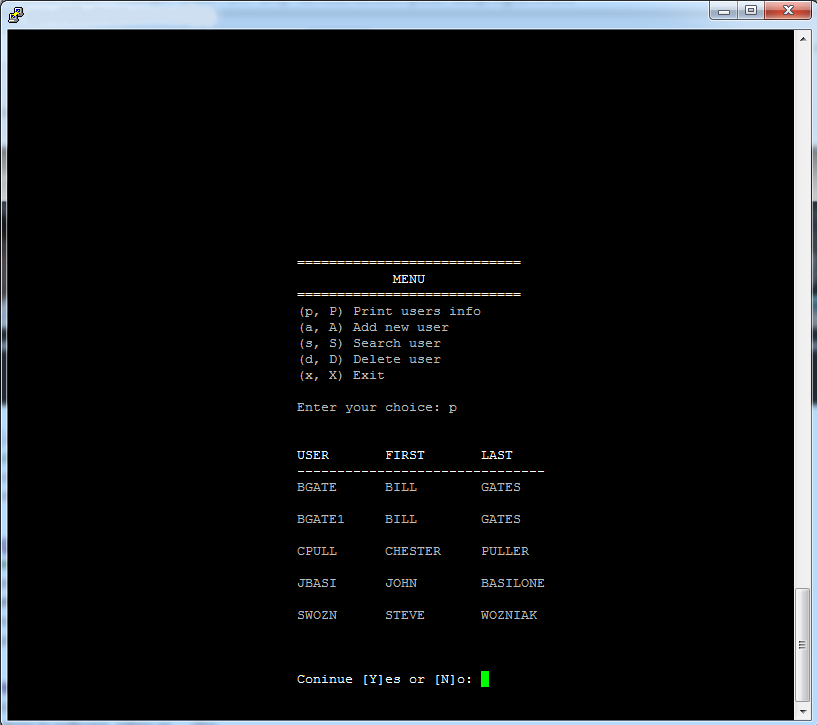 ============================
MENU
============================
(p, P) Print users info
(a, A) Add new user
(s, S) Search user
(d, D) Delete user
(x, X) Exit
Enter your choice: p
USER FIRST LAST
-------------------------------
BGATE BILL GATES
BGATE1 BILL GATES
CPULL CHESTER PULLER
JBASI JOHN BASILONE
SWOZN STEVE WOZNIAK
Coninue [Y]es or [N]o: